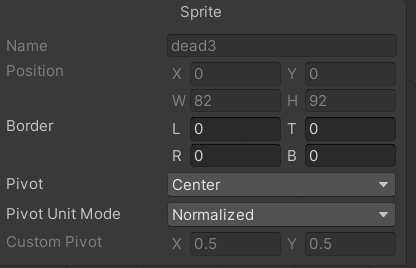 Sprite
Name dead3
Position X 0 Y 0
W 82 H 92
Border L 0 T 0
R 0 B 0
Pivot Center
Pivot Unit Mode Normalized
Custom Pivot X 0.5 Y 0.5